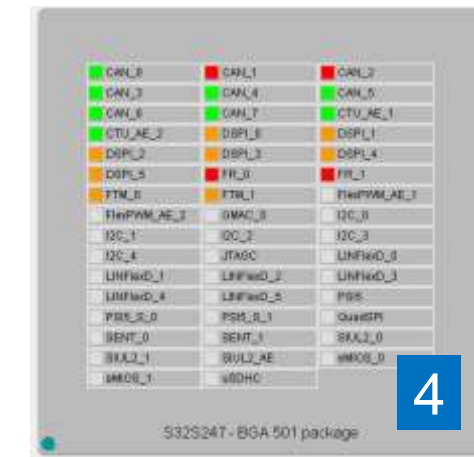 CAN_0 CAN_1 CAN_2
CAN_3 CAN_4 CAN_5
CAN_6 CAN_7 CTU_AE_1
CTU_AE_2 DSPI_0 DSPI_1
DSPI_2 DSPI_3 DSPI_4
DSPI_5 FR_0 FR_1
FTM_0 FTM_1 FlexPWM_AE_1
FlexPWM_AE_2 GMAC_0 I2C_0
I2C_1 I2C_2 I2C_3
I2C_4 JTAGC LINFlexD_0
LINFlexD_1 LINFlexD_2 LINFlexD_3
LINFlexD_4 LINFlexD_5 PSI5
PSI5_S_0 PSI5_S_1 QuadSPI
SENT_0 SENT_1 SIUL2_0
SIUL2_1 SIUL2_AE eMIOS_0
eMIOS_1 uSDHC
4
S32S247 - BGA 501 package